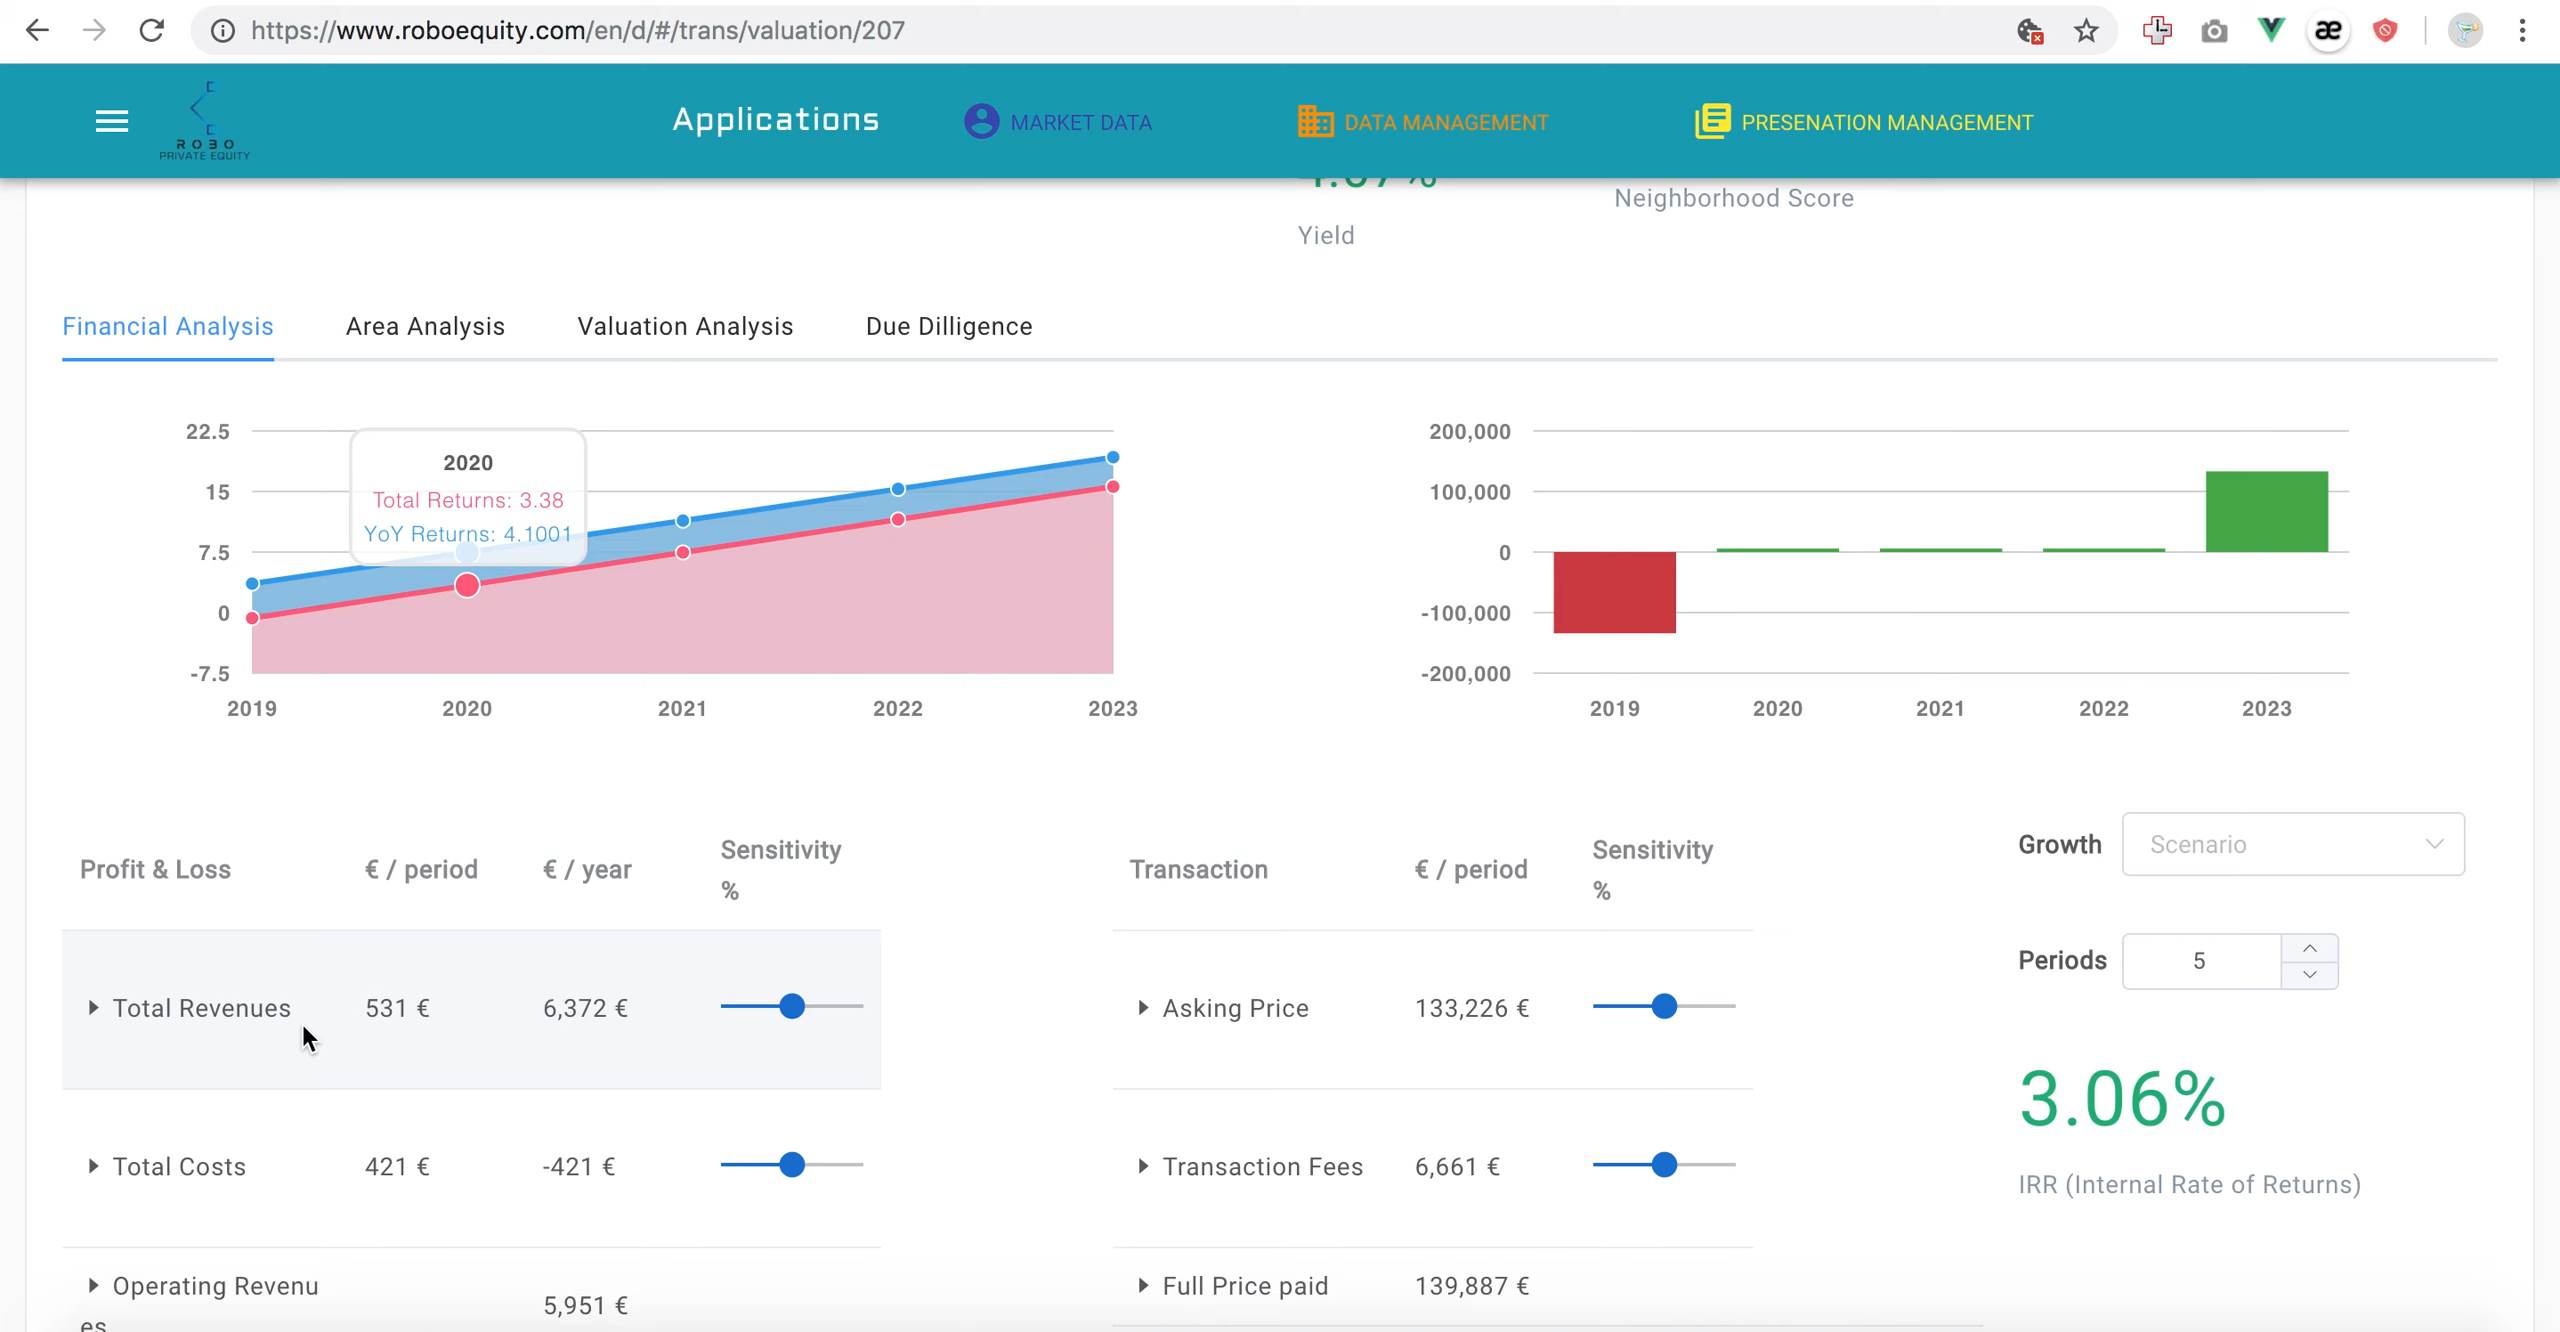 https://www.roboequity.com/en/d/#/trans/valuation/207
æ
ROBO
PRIVATE EQUITY
Applications
MARKET DATA
DATA MANAGEMENT
PRESENATION MANAGEMENT
Neighborhood Score
Yield
Financial Analysis
Area Analysis
Valuation Analysis
Due Dilligence
22.5
15
7.5
0
-7.5
2020
Total Returns: 3.38
YoY Returns: 4.1001
2019
2020
2021
2022
2023
200,000
100,000
0
-100,000
-200,000
2019
2020
2021
2022
2023
Profit & Loss
€ / period
€ / year
Sensitivity
%
Total Revenues
531 €
6,372 €
Total Costs
421 €
-421 €
Operating Revenu
es
5,951 €
Transaction
€ / period
Sensitivity
%
Asking Price
133,226 €
Transaction Fees
6,661 €
Full Price paid
139,887 €
Growth
Scenario
Periods
5
3.06%
IRR (Internal Rate of Returns)